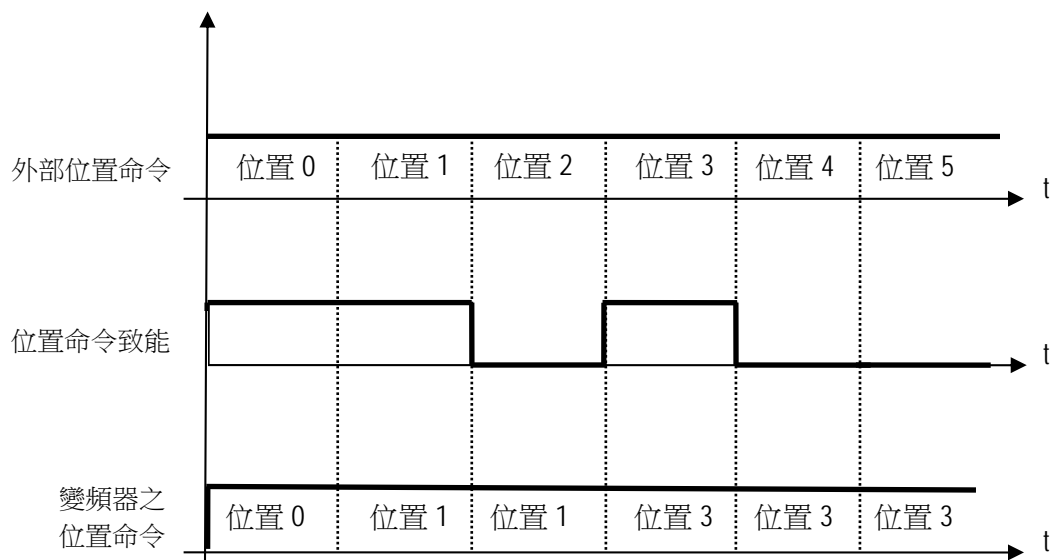 外部位置命令
位置 0
位置 1
位置 2
位置 3
位置 4
位置 5
t
位置命令致能
t
變頻器之
位置命令
位置 0
位置 1
位置 1
位置 3
位置 3
位置 3
t